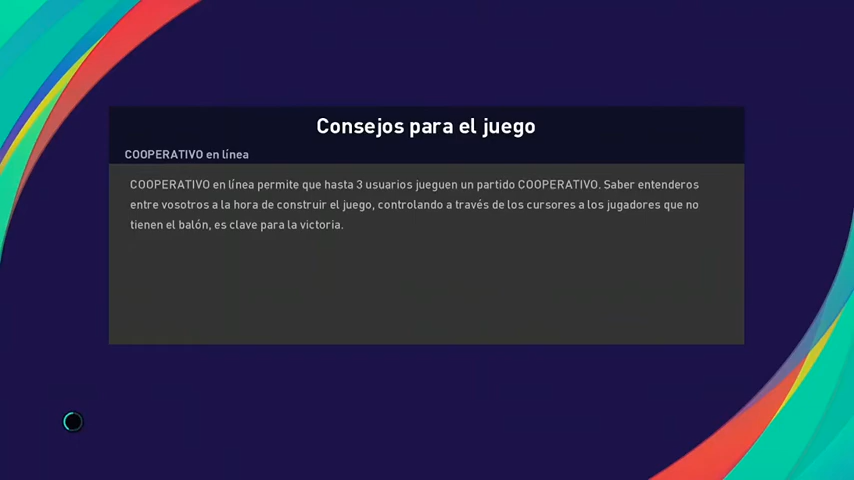 Consejos para el juego
COOPERATIVO en línea
COOPERATIVO en línea permite que hasta 3 usuarios jueguen un partido COOPERATIVO. Saber entenderos
entre vosotros a la hora de construir el juego, controlando a través de los cursores a los jugadores que no
tienen el balón, es clave para la victoria.